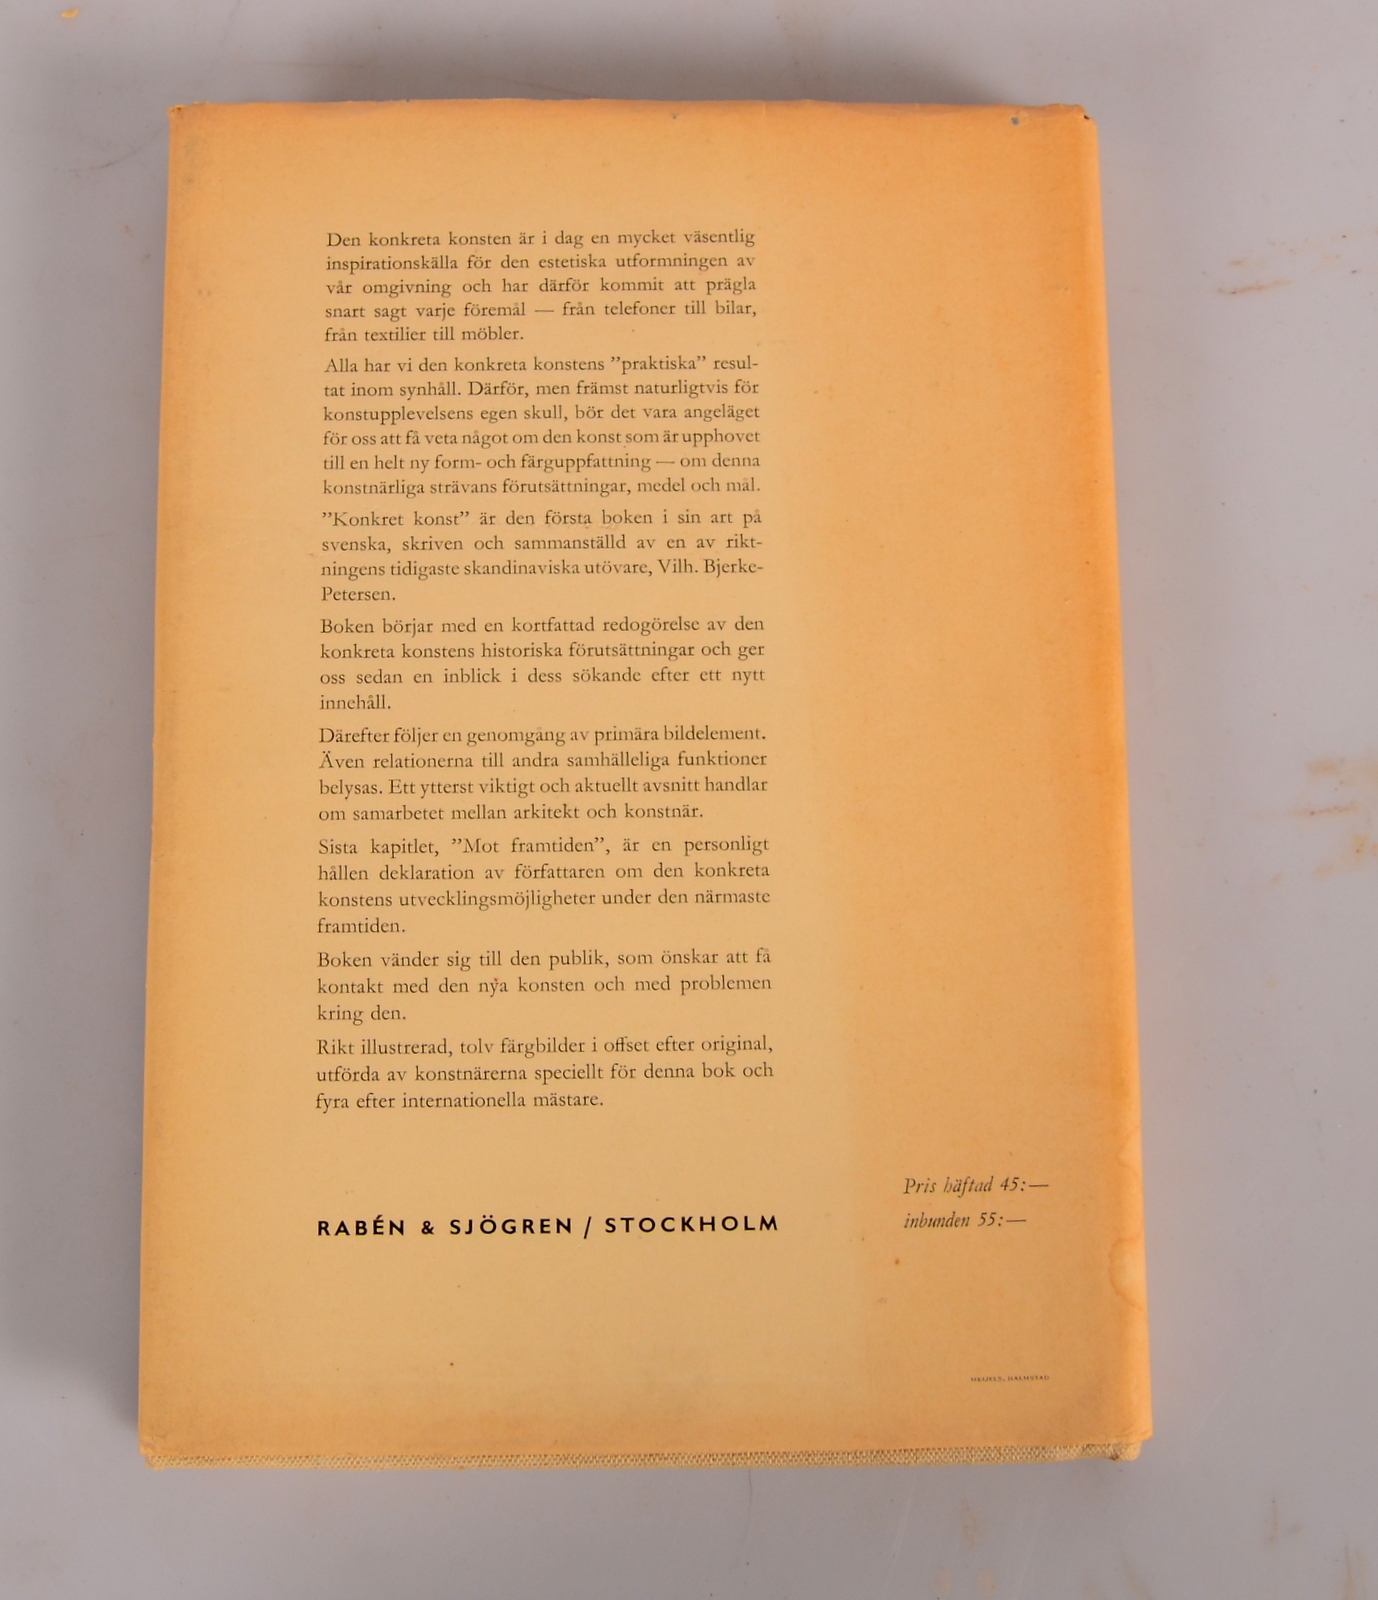 Den konkreta konsten är i dag en mycket väsentlig
inspirationskälla för den estetiska utformningen av
vår omgivning och har därför kommit att prägla
snart sagt varje föremål — från telefoner till bilar,
från textilier till möbler.
Alla har vi den konkreta konstens ”praktiska” resul-
tat inom synhåll. Därför, men främst naturligtvis för
konstupplevelsens egen skull, bör det vara angeläget
för oss att få veta något om den konst som är upphovet
till en helt ny form- och färguppfattning — om denna
konstnärliga strävans förutsättningar, medel och mål.
”Konkret konst” är den första boken i sin art på
svenska, skriven och sammanställd av en av rikt-
ningens tidigaste skandinaviska utövare, Vilh. Bjerke-
Petersen.
Boken börjar med en kortfattad redogörelse av den
konkreta konstens historiska förutsättningar och ger
oss sedan en inblick i dess sökande efter ett nytt
innehåll.
Därefter följer en genomgång av primära bildelement.
Även relationerna till andra samhälleliga funktioner
belysas. Ett ytterst viktigt och aktuellt avsnitt handlar
om samarbetet mellan arkitekt och konstnär.
Sista kapitlet, ”Mot framtiden”, är en personligt
hållen deklaration av författaren om den konkreta
konstens utvecklingsmöjligheter under den närmaste
framtiden.
Boken vänder sig till den publik, som önskar att få
kontakt med den nya konsten och med problemen
kring den.
Rikt illustrerad, tolv färgbilder i offset efter original,
utförda av konstnärerna speciellt för denna bok och
fyra efter internationella mästare.
Pris häftad 45:—
inbunden 55:—
RABÉN & SJÖGREN / STOCKHOLM
HALMSTAD